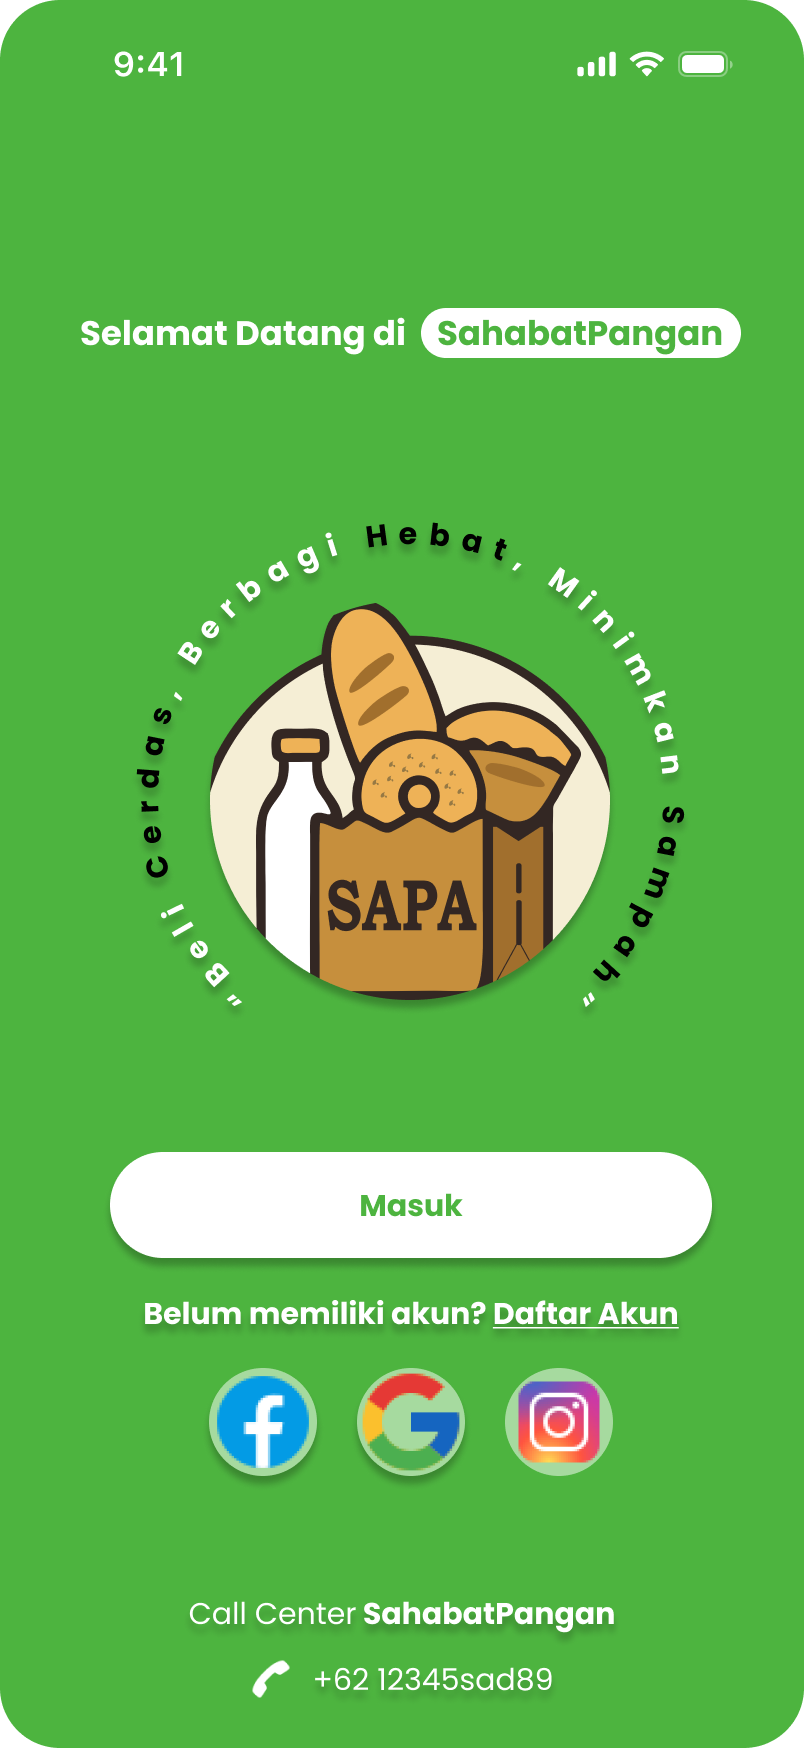 9:41
Selamat Datang di SahabatPangan
"Beli Cerdas, Berbagi Hebat, Minimkan Sampah"
SAPA
Masuk
Belum memiliki akun? Daftar Akun
Call Center SahabatPangan
+62 12345sad89